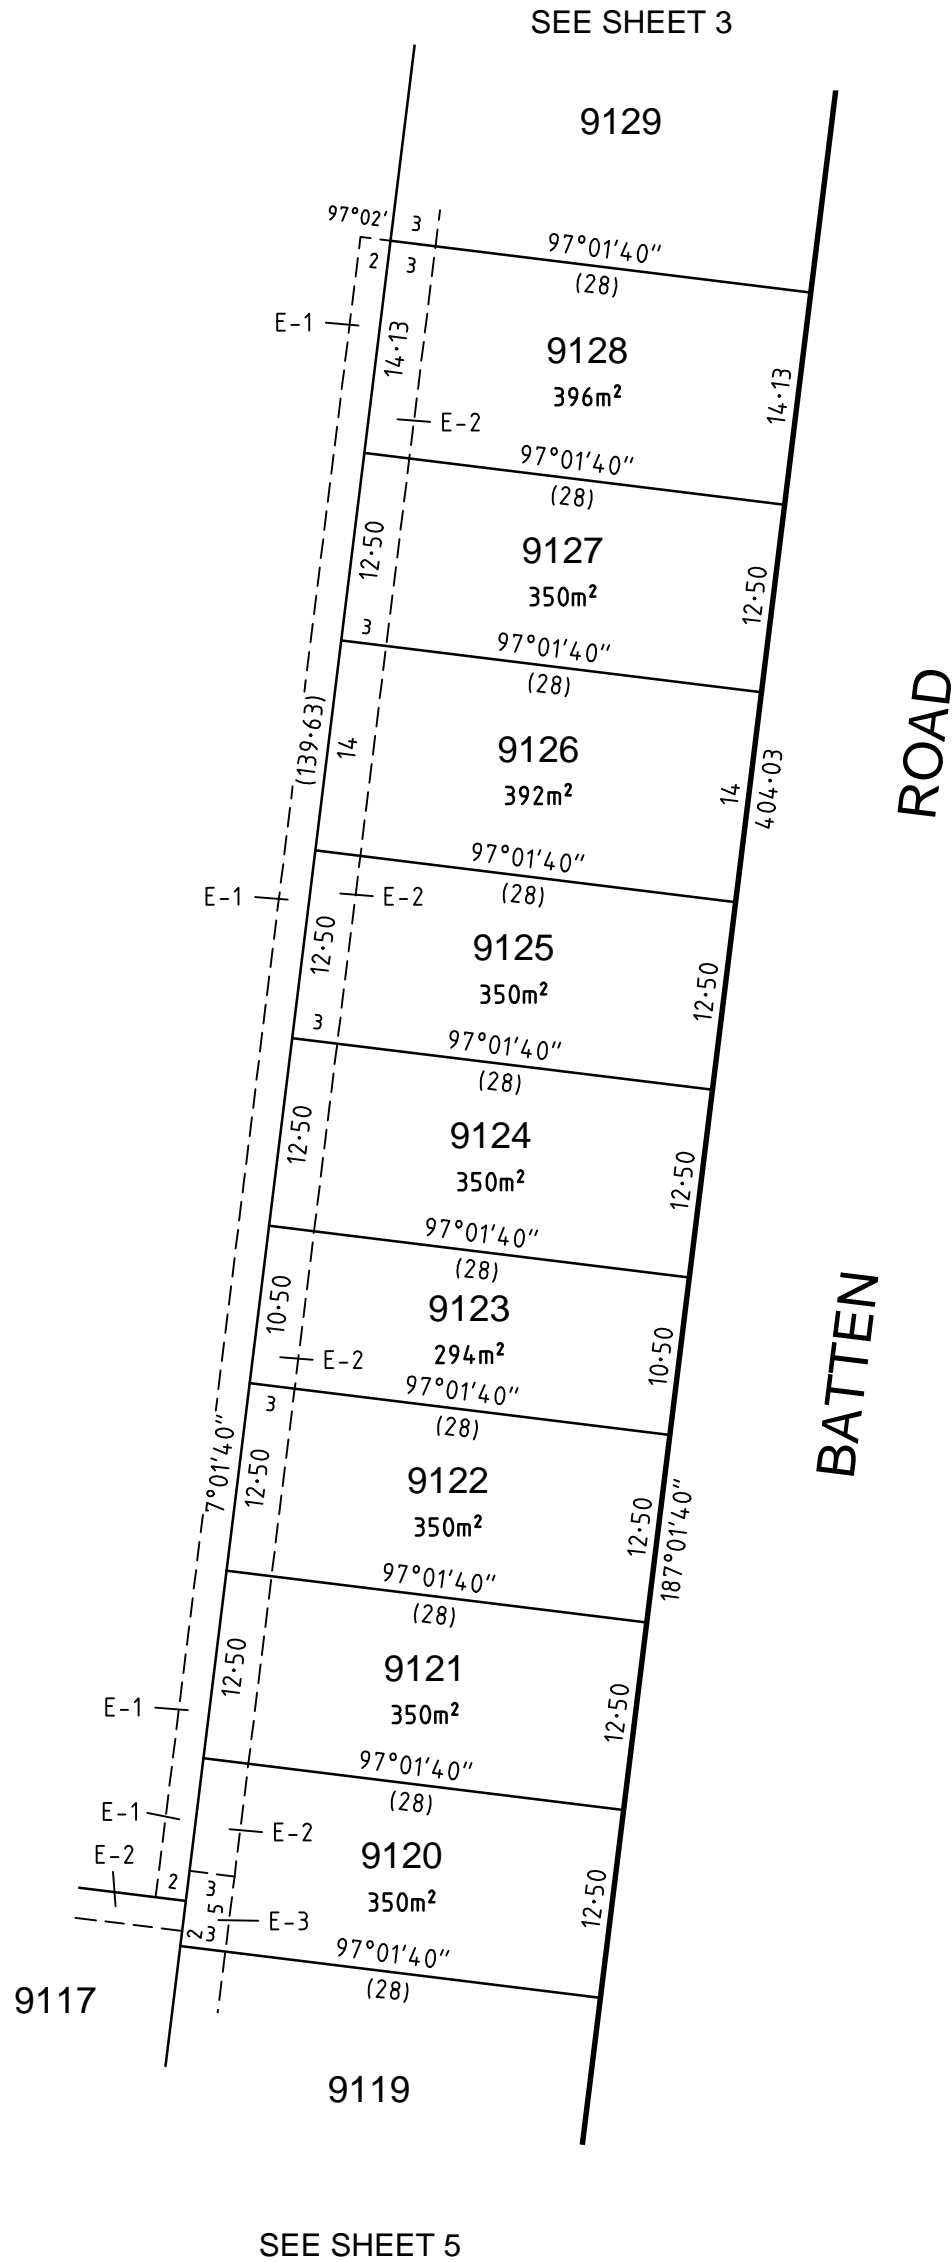 SEE SHEET 3
9129
97°02'
3
2
3
97°01'40"
(28)
E-1
14·13
9128
396m²
14·13
E-2
97°01'40"
(28)
12·50
9127
350m²
12·50
3
97°01'40"
(28)
(139·63)
14
9126
392m²
14
404·03
ROAD
97°01'40"
(28)
E-1
E-2
12·50
9125
350m²
12·50
3
97°01'40"
(28)
12·50
9124
350m²
12·50
97°01'40"
(28)
10·50
9123
294m²
10·50
E-2
BATTEN
97°01'40"
(28)
3
7°01'40"
12·50
9122
350m²
12·50
187°01'40"
97°01'40"
(28)
12·50
9121
350m²
12·50
E-1
97°01'40"
(28)
E-1
E-2
E-2
9120
350m²
12·50
2
3
5
E-3
2
3
97°01'40"
(28)
9117
9119
SEE SHEET 5